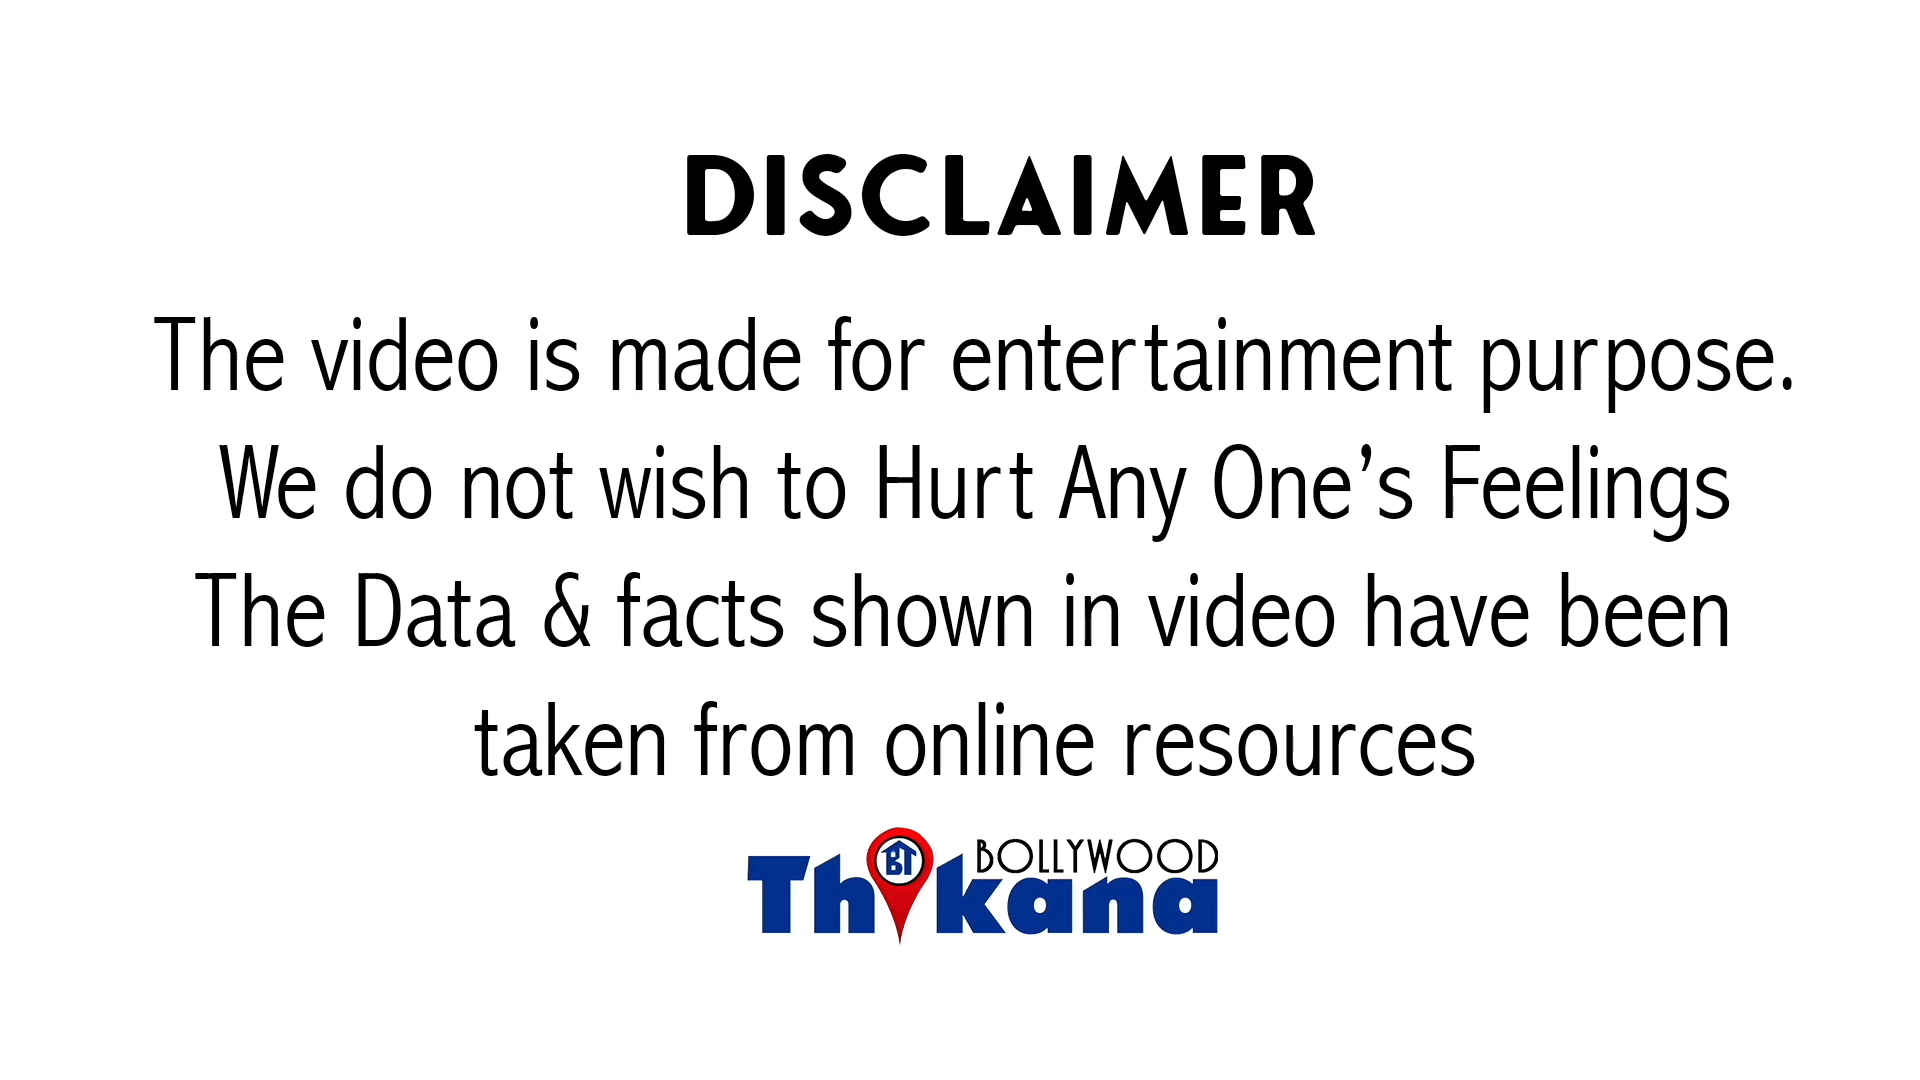 DISCLAIMER
The video is made for entertainment purpose.
We do not wish to Hurt Any One’s Feelings
The Data & facts shown in video have been
taken from online resources
BT
BOLLYWOOD
Thikana